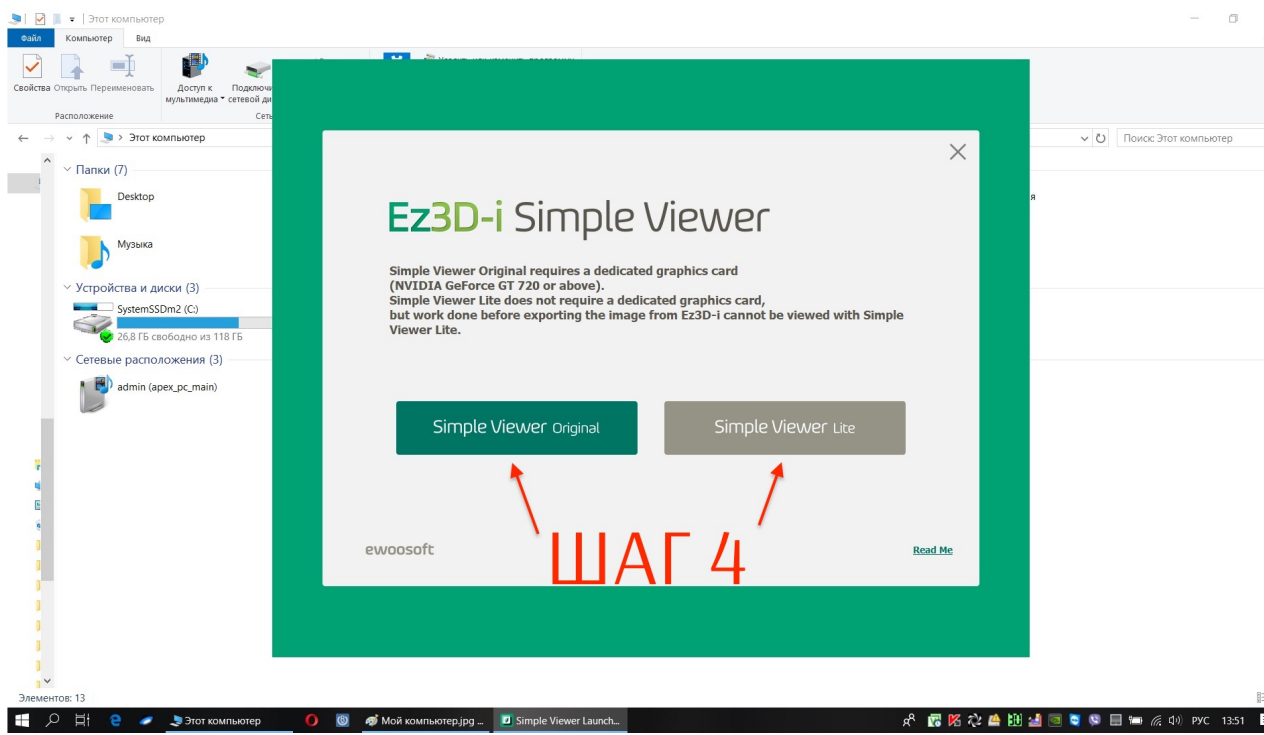 Этот компьютер
Файл Компьютер Вид
Свойства Открыть Переименовать
Доступ к мультимедиа
сетевой
Расположение
Этот компьютер
Поиск: Этот компьютер
Папки (7)
Desktop
Музыка
Устройства и диски (3)
SystemSSDm2 (C:)
26,8 ГБ свободно из 118 ГБ
Сетевые расположения (3)
admin (apex_pc_main)
Ez3D-i Simple Viewer
Simple Viewer Original requires a dedicated graphics card
(NVIDIA GeForce GT 720 or above).
Simple Viewer Lite does not require a dedicated graphics card,
but work done before exporting the image from Ez3D-i cannot be viewed with Simple
Viewer Lite.
Simple Viewer Original
Simple Viewer Lite
ШАГ 4
ewoosoft
Read Me
Элементов: 13
Этот компьютер
Мой компьютер.jpg ...
Simple Viewer Launch...
РУС 13:51